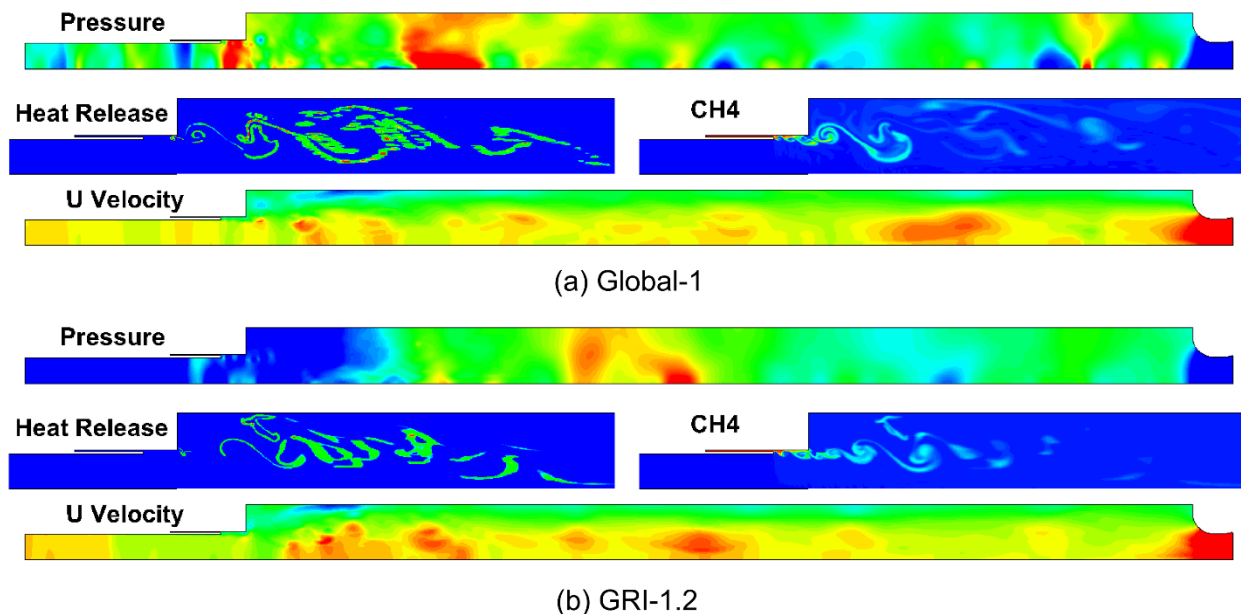 Pressure
Heat Release
CH4
U Velocity
(a) Global-1
Pressure
Heat Release
CH4
U Velocity
(b) GRI-1.2